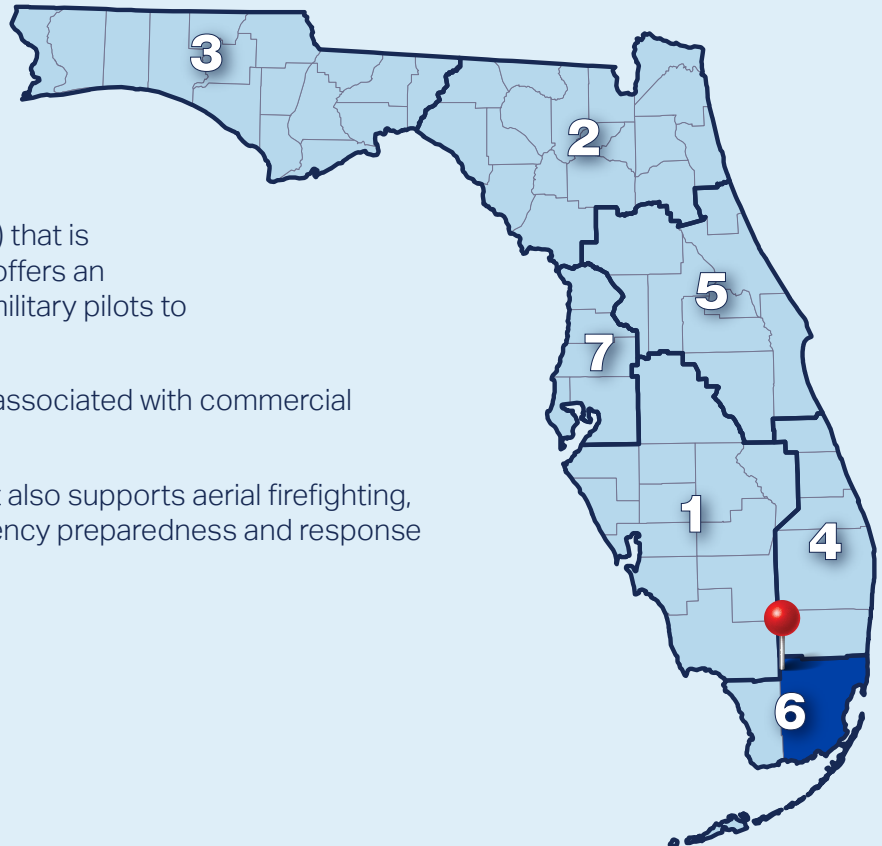 3
2
) that is
offers an
military pilots to
5
7
associated with commercial
t also supports aerial firefighting,
ency preparedness and response
1
4
6